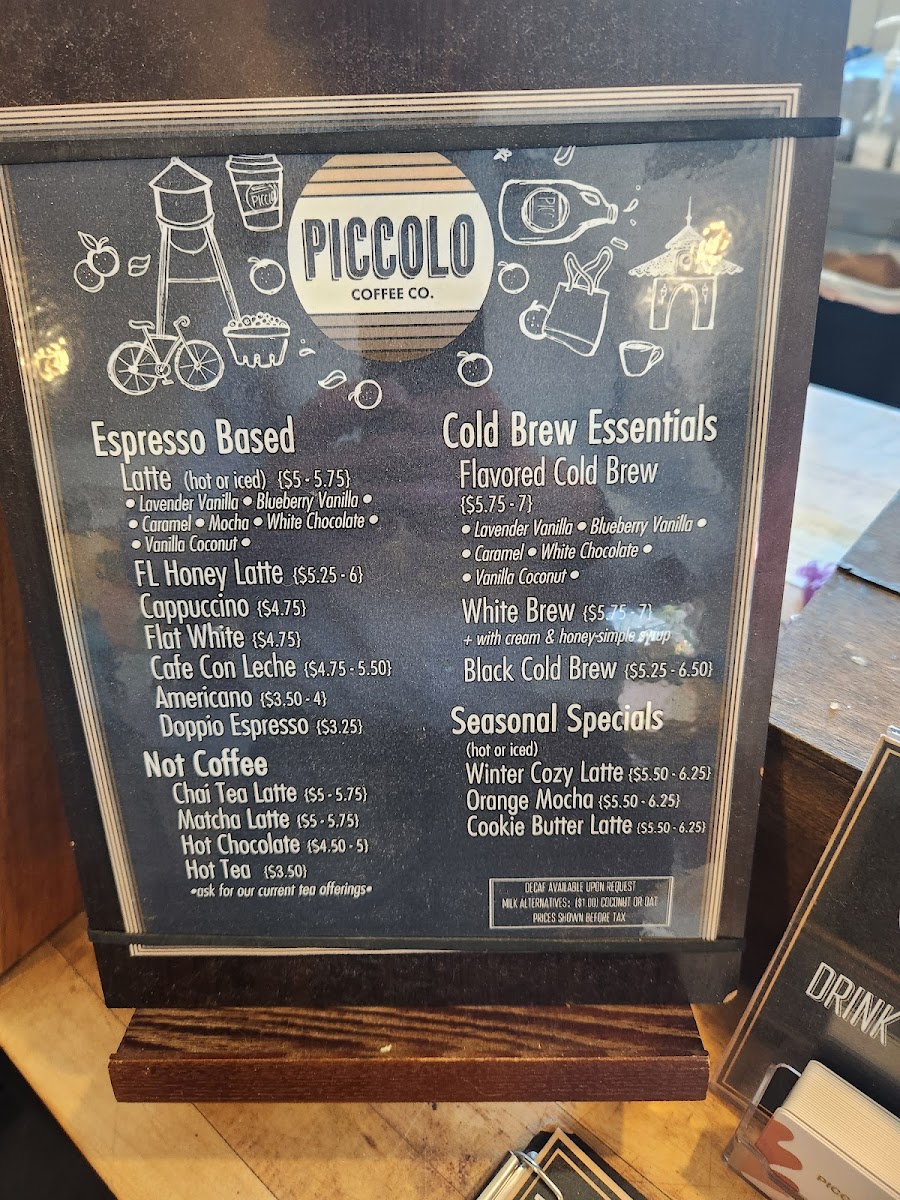 PICCOLO
COFFEE CO.
Espresso Based
Latte (hot or iced) {$5 - 5.75}
• Lavender Vanilla • Blueberry Vanilla •
• Caramel • Mocha • White Chocolate •
• Vanilla Coconut •
FL Honey Latte {$5.25 - 6}
Cappuccino {$4.75}
Flat White {$4.75}
Cafe Con Leche {$4.75 - 5.50}
Americano {$3.50 - 4}
Doppio Espresso {$3.25}
Not Coffee
Chai Tea Latte {$5 - 5.75}
Matcha Latte {$5 - 5.75}
Hot Chocolate {$4.50 - 5}
Hot Tea {$3.50}
•ask for our current tea offerings•
Cold Brew Essentials
Flavored Cold Brew
{$5.75 - 7}
• Lavender Vanilla • Blueberry Vanilla •
• Caramel • White Chocolate •
• Vanilla Coconut •
White Brew {$5.75 - 7}
+ with cream & honey-simple syrup
Black Cold Brew {$5.25 - 6.50}
Seasonal Specials
(hot or iced)
Winter Cozy Latte {$5.50 - 6.25}
Orange Mocha {$5.50 - 6.25}
Cookie Butter Latte {$5.50 - 6.25}
DECAF AVAILABLE UPON REQUEST
MILK ALTERNATIVES: {$1.00} COCONUT OR OAT
PRICES SHOWN BEFORE TAX
DRINK